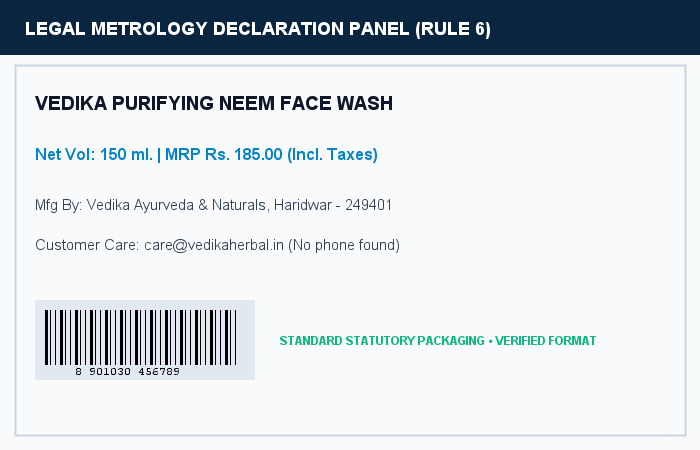 LEGAL METROLOGY DECLARATION PANEL (RULE 6)
VEDIKA PURIFYING NEEM FACE WASH
Net Vol: 150 ml. | MRP Rs. 185.00 (Incl. Taxes)
Mfg By: Vedika Ayurveda & Naturals, Haridwar - 249401
Customer Care: care@vedikaherbal.in (No phone found)
STANDARD STATUTORY PACKAGING • VERIFIED FORMAT
8 901030 456789